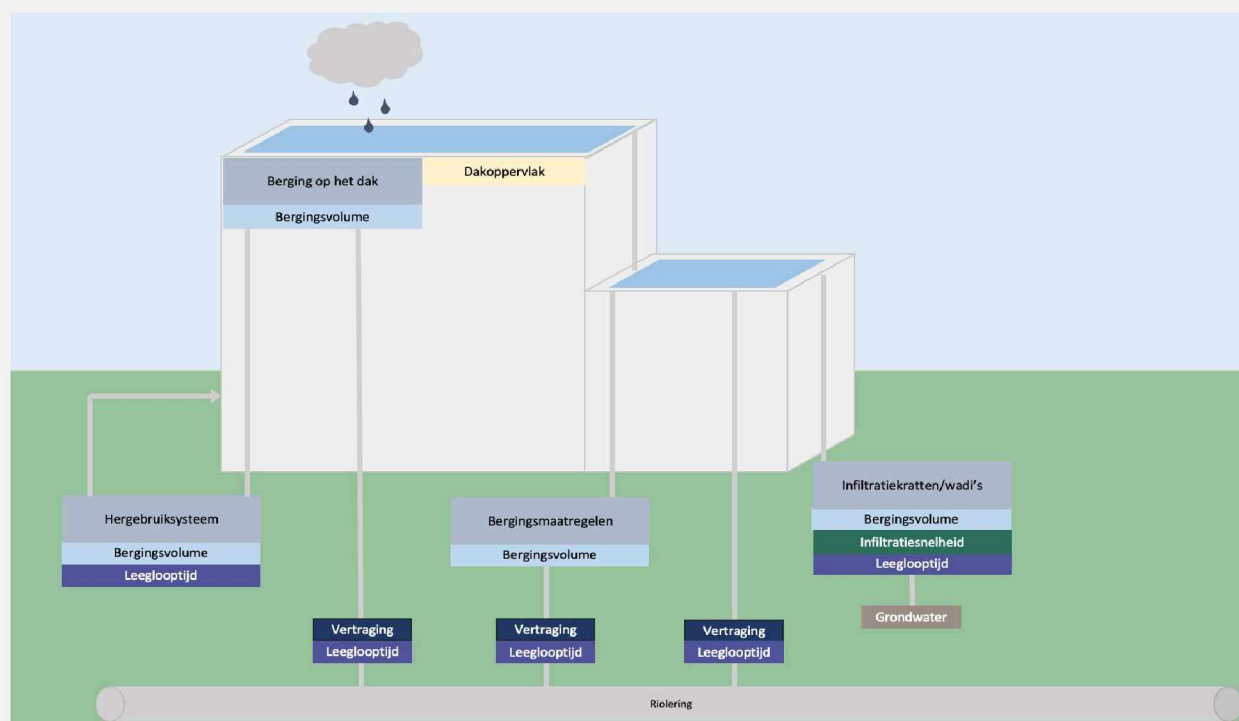 Dakoppervlak
Berging op het dak
Bergingsvolume
Hergebruiksysteem
Bergingsvolume
Leeglooptijd
Bergingsmaatregelen
Bergingsvolume
Infiltratiekratten/wadi's
Bergingsvolume
Infiltratiesnelheid
Leeglooptijd
Grondwater
Vertraging
Leeglooptijd
Vertraging
Leeglooptijd
Vertraging
Leeglooptijd
Riolering